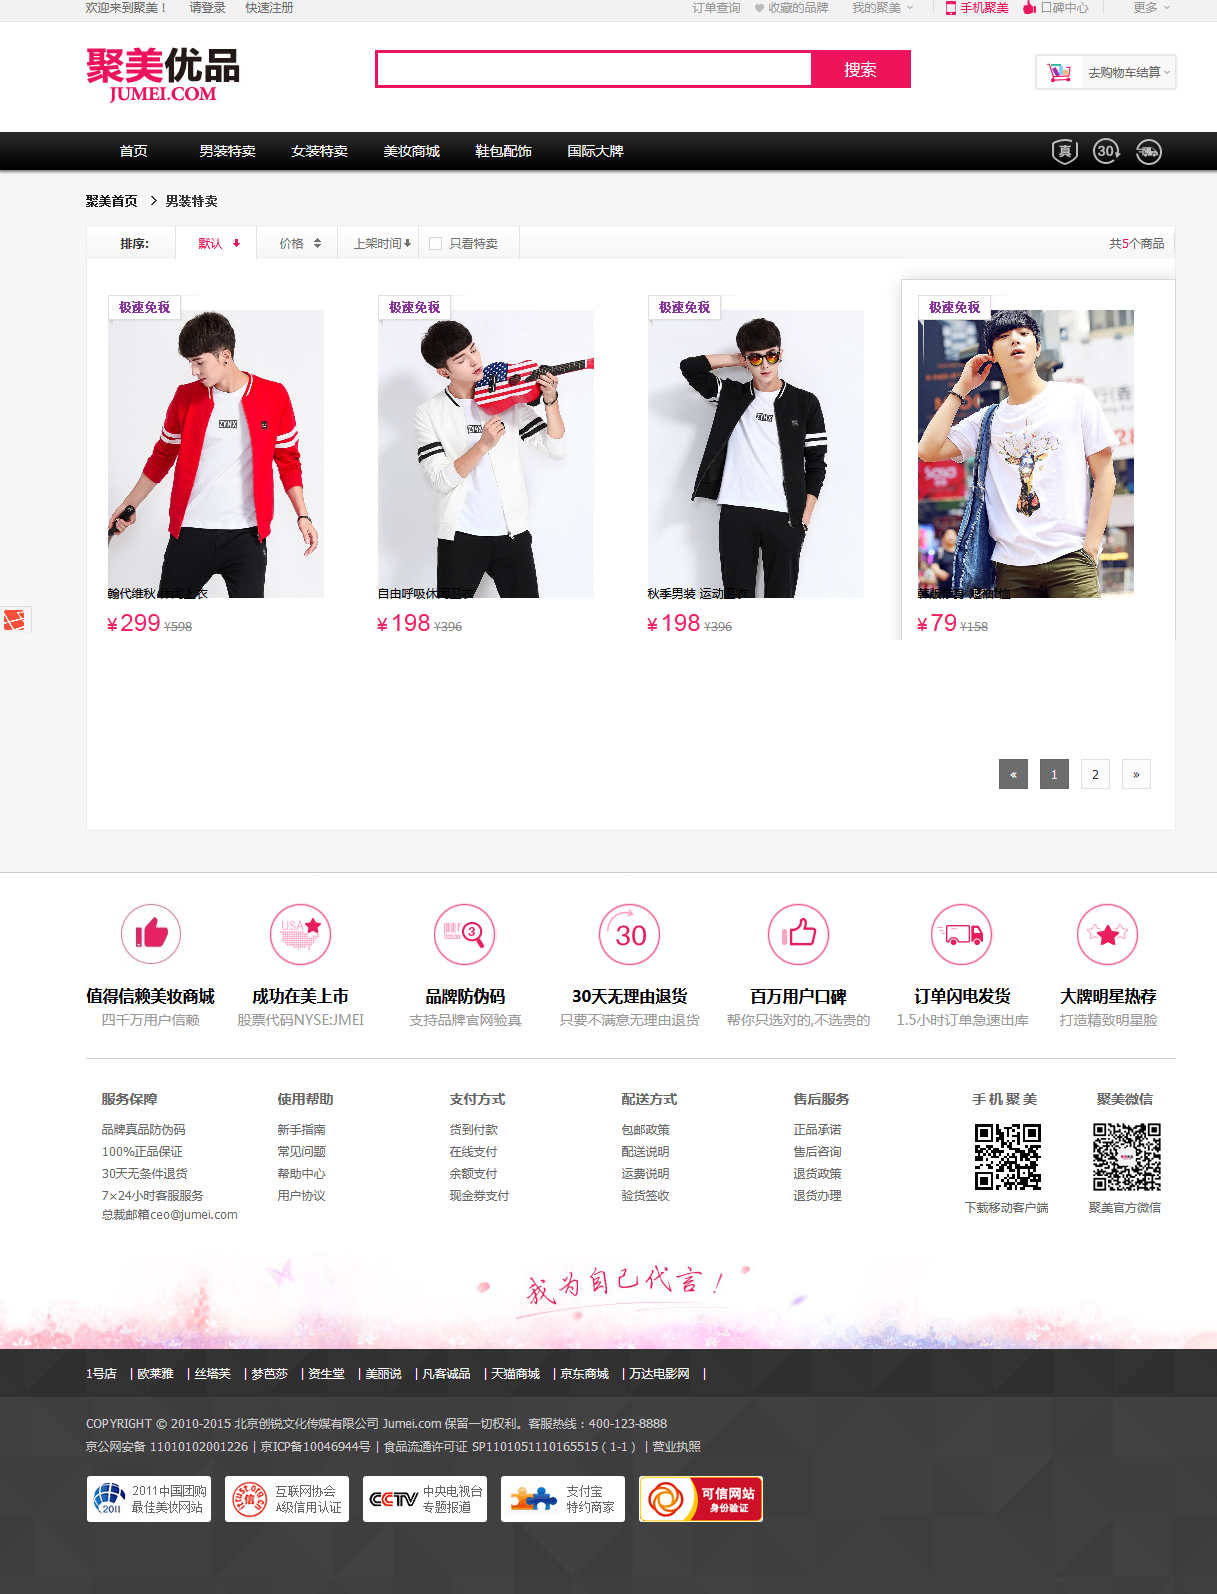 欢迎来到聚美！ 请登录 快速注册 订单查询 收藏的品牌 我的聚美 手机聚美 口碑中心 更多
聚美优品
JUMEI.COM
搜索
去购物车结算
首页 男装特卖 女装特卖 美妆商城 鞋包配饰 国际大牌 真 30
聚美首页 > 男装特卖
排序: 默认 价格 上架时间 只看特卖 共5个商品
极速免税 极速免税 极速免税 极速免税
翰代维秋 休闲上衣 自由呼吸休闲卫衣 秋季男装 运动卫衣
¥299 ¥598 ¥198 ¥396 ¥198 ¥396 ¥79 ¥158
« 1 2 »
USA 3 30
值得信赖美妆商城 成功在美上市 品牌防伪码 30天无理由退货 百万用户口碑 订单闪电发货 大牌明星热荐
四千万用户信赖 股票代码NYSE:JMEI 支持品牌官网验真 只要不满意无理由退货 帮你只选对的,不选贵的 1.5小时订单急速出库 打造精致明星脸
服务保障 使用帮助 支付方式 配送方式 售后服务 手机聚美 聚美微信
品牌真品防伪码 新手指南 货到付款 包邮政策 正品承诺
100%正品保证 常见问题 在线支付 配送说明 售后咨询
30天无条件退货 帮助中心 余额支付 运费说明 退货政策
7×24小时客服服务 用户协议 现金券支付 验货签收 退货办理
总裁邮箱ceo@jumei.com 下载移动客户端 聚美官方微信
我为自己代言！
1号店 | 欧莱雅 | 丝塔芙 | 梦芭莎 | 资生堂 | 美丽说 | 凡客诚品 | 天猫商城 | 京东商城 | 万达电影网 |
COPYRIGHT © 2010-2015 北京创锐文化传媒有限公司 Jumei.com 保留一切权利。客服热线：400-123-8888
京公网安备 11010102001226 | 京ICP备10046944号 | 食品流通许可证 SP1101051110165515（1-1） | 营业执照
2011 2011中国团购 互联网协会 CCTV 中央电视台 支付宝 可信网站
最佳美妆网站 信 A级信用认证 专题报道 特约商家 身份验证